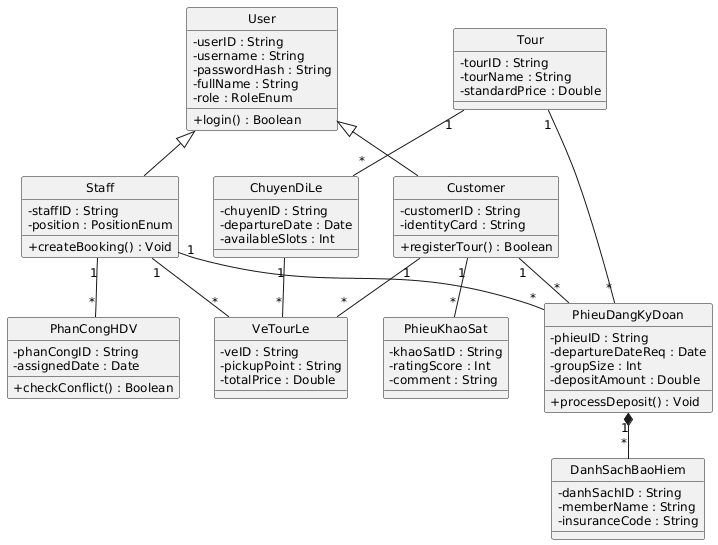 User
-userID : String
-username : String
-passwordHash : String
-fullName : String
-role : RoleEnum
+login() : Boolean
Tour
-tourID : String
-tourName : String
-standardPrice : Double
1
1
*
Staff
-staffID : String
-position : PositionEnum
+createBooking() : Void
ChuyenDiLe
-chuyenID : String
-departureDate : Date
-availableSlots : Int
Customer
-customerID : String
-identityCard : String
+registerTour() : Boolean
1
1
1
1
1
1
1
*
*
*
*
*
*
*
*
PhanCongHDV
-phanCongID : String
-assignedDate : Date
+checkConflict() : Boolean
VeTourLe
-veID : String
-pickupPoint : String
-totalPrice : Double
PhieuKhaoSat
-khaoSatID : String
-ratingScore : Int
-comment : String
PhieuDangKyDoan
-phieuID : String
-departureDateReq : Date
-groupSize : Int
-depositAmount : Double
+processDeposit() : Void
1
*
DanhSachBaoHiem
-danhSachID : String
-memberName : String
-insuranceCode : String